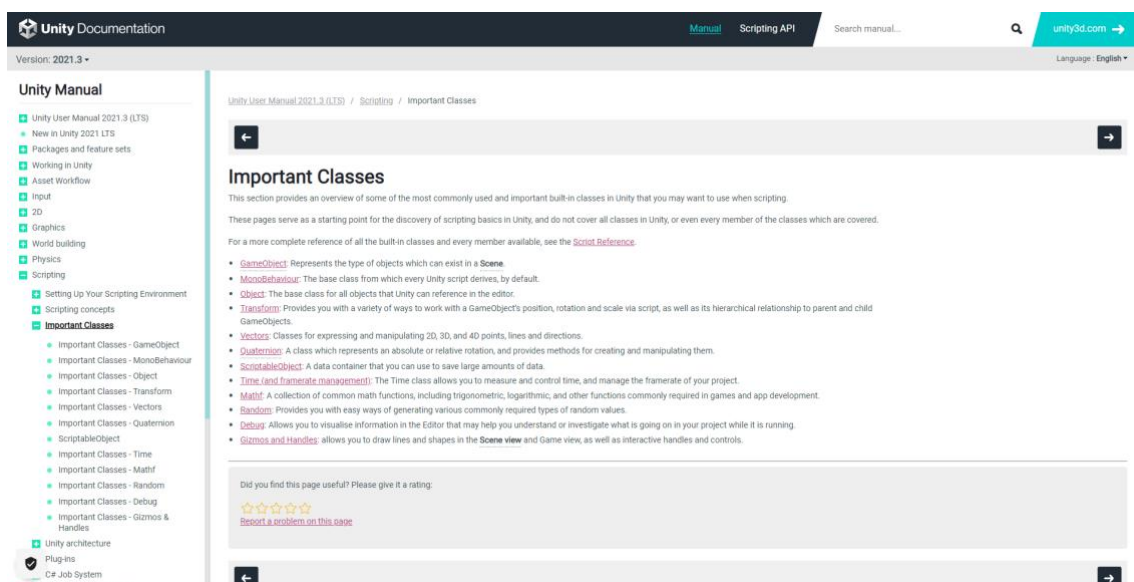 Unity Documentation
Manual
Scripting API
Search manual...
unity3d.com
Version: 2021.3
Language : English
Unity Manual
Unity User Manual 2021.3 (LTS)
New in Unity 2021 LTS
Packages and feature sets
Working in Unity
Asset Workflow
Input
2D
Graphics
World building
Physics
Scripting
Setting Up Your Scripting Environment
Scripting concepts
Important Classes
Important Classes - GameObject
Important Classes - MonoBehaviour
Important Classes - Object
Important Classes - Transform
Important Classes - Vectors
Important Classes - Quaternion
ScriptableObject
Important Classes - Time
Important Classes - Mathf
Important Classes - Random
Important Classes - Debug
Important Classes - Gizmos &
Handles
Unity architecture
Plug-ins
C# Job System
Unity User Manual 2021.3 (LTS) / Scripting / Important Classes
Important Classes
This section provides an overview of some of the most commonly used and important built-in classes in Unity that you may want to use when scripting.
These pages serve as a starting point for the discovery of scripting basics in Unity, and do not cover all classes in Unity, or even every member of the classes which are covered.
For a more complete reference of all the built-in classes and every member available, see the Script Reference.
GameObject: Represents the type of objects which can exist in a Scene.
MonoBehaviour: The base class from which every Unity script derives, by default.
Object: The base class for all objects that Unity can reference in the editor.
Transform: Provides you with a variety of ways to work with a GameObject's position, rotation and scale via script, as well as its hierarchical relationship to parent and child
GameObjects.
Vectors: Classes for expressing and manipulating 2D, 3D, and 4D points, lines and directions.
Quaternion: A class which represents an absolute or relative rotation, and provides methods for creating and manipulating them.
ScriptableObject: A data container that you can use to save large amounts of data.
Time (and framerate management): The Time class allows you to measure and control time, and manage the framerate of your project.
Mathf: A collection of common math functions, including trigonometric, logarithmic, and other functions commonly required in games and app development.
Random: Provides you with easy ways of generating various commonly required types of random values.
Debug: Allows you to visualise information in the Editor that may help you understand or investigate what is going on in your project while it is running.
Gizmos and Handles: allows you to draw lines and shapes in the Scene view and Game view, as well as interactive handles and controls.
Did you find this page useful? Please give it a rating:
Report a problem on this page